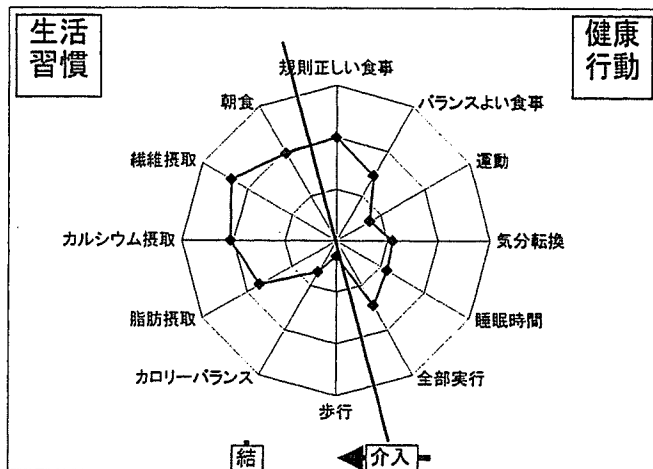 生活
習慣
健康
行動
規則正しい食事
朝食
バランスよい食事
繊維摂取
運動
カルシウム摂取
気分転換
脂肪摂取
睡眠時間
カロリーバランス
全部実行
歩行
結
介入